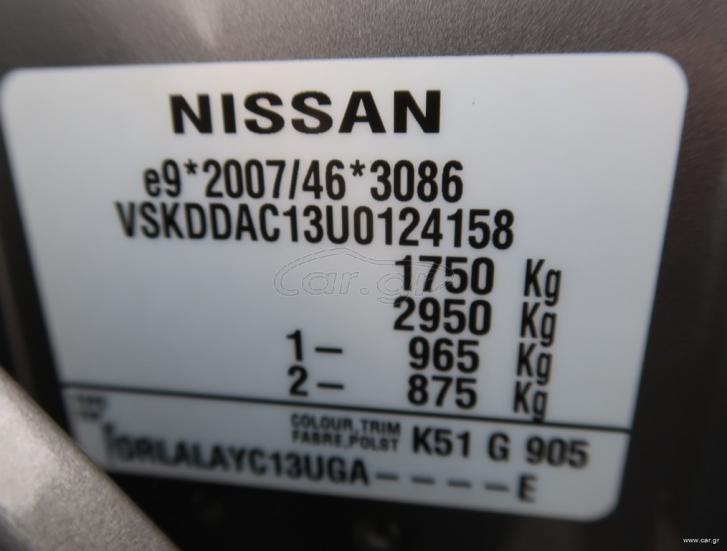 NISSAN
e9*2007/46*3086
VSKDDAC13U0124158
1750 Kg
2950 Kg
1- 965 Kg
2- 875 Kg
COLOUR,TRIM
FABRE,POLST
K51 G 905
car.gr
www.car.gr